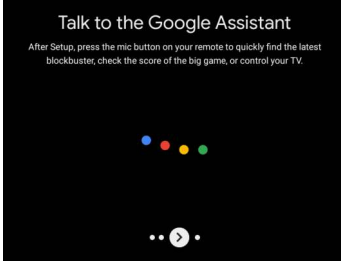 Talk to the Google Assistant
After Setup, press the mic button on your remote to quickly find the latest
blockbuster, check the score of the big game, or control your TV.